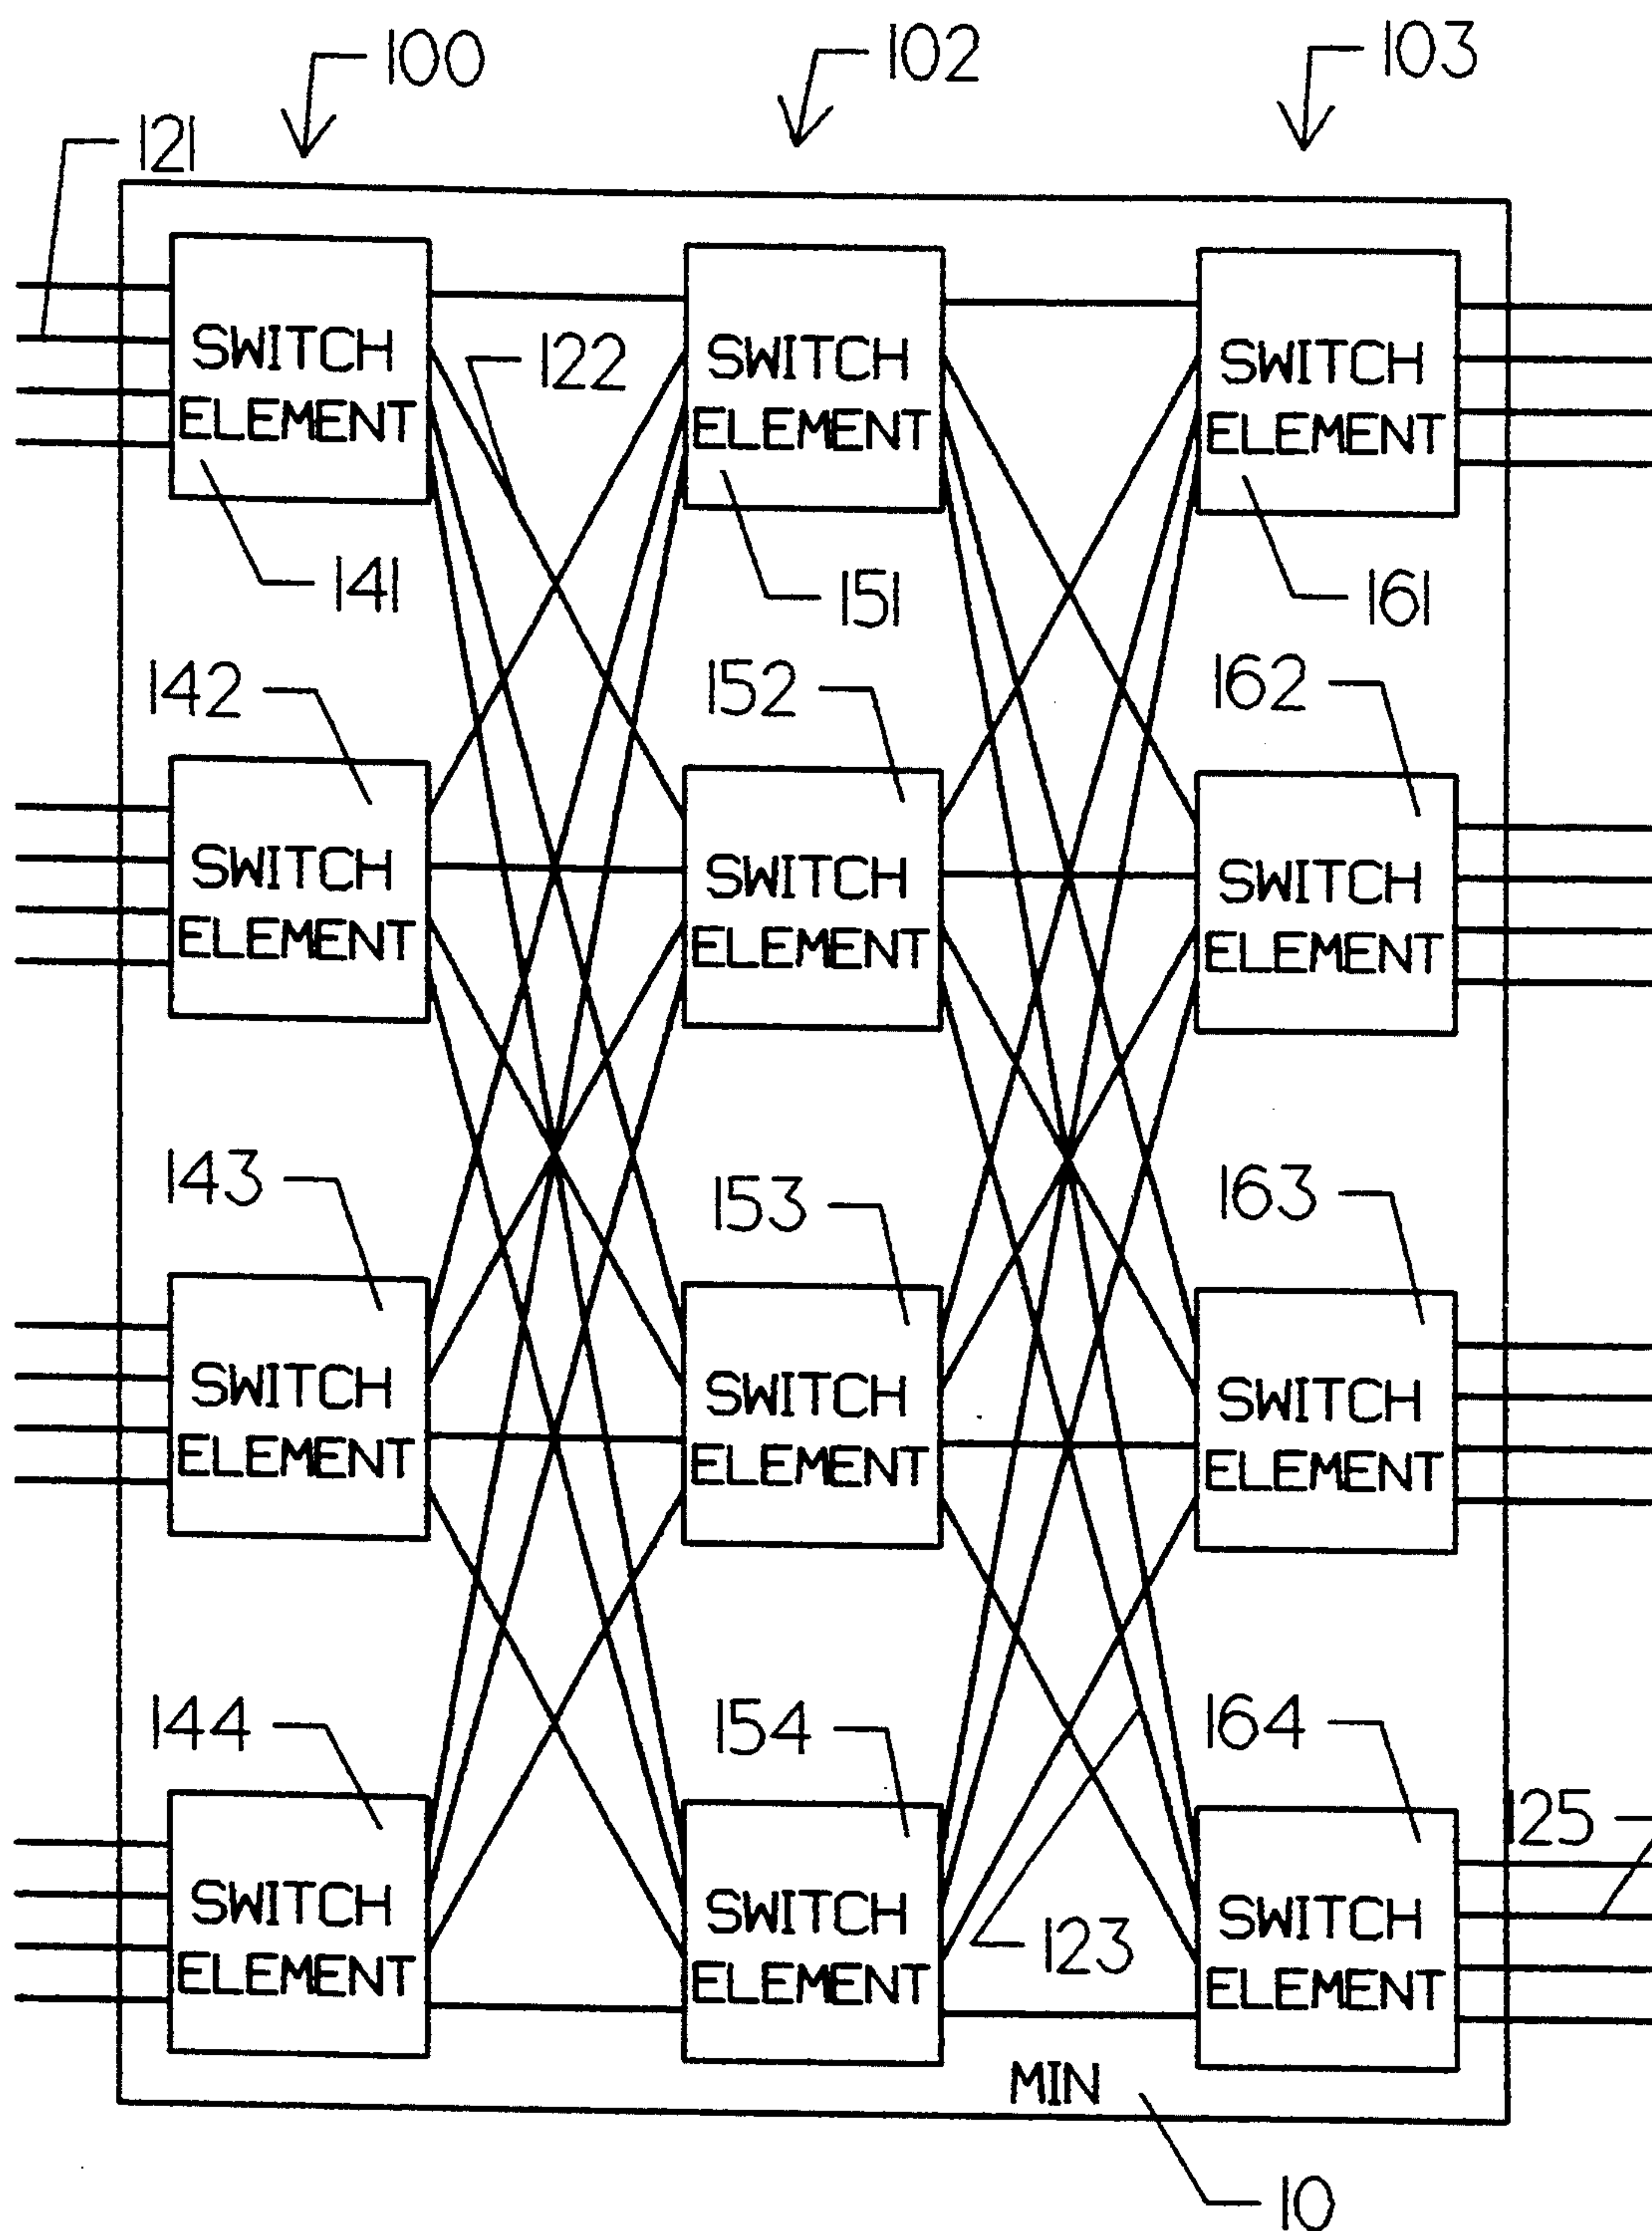 100
102
103
121
SWITCH
ELEMENT
SWITCH
ELEMENT
SWITCH
ELEMENT
122
141
151
161
142
152
162
SWITCH
ELEMENT
SWITCH
ELEMENT
SWITCH
ELEMENT
143
153
163
SWITCH
ELEMENT
SWITCH
ELEMENT
SWITCH
ELEMENT
144
154
164
125
SWITCH
ELEMENT
SWITCH
ELEMENT
SWITCH
ELEMENT
123
MIN
10